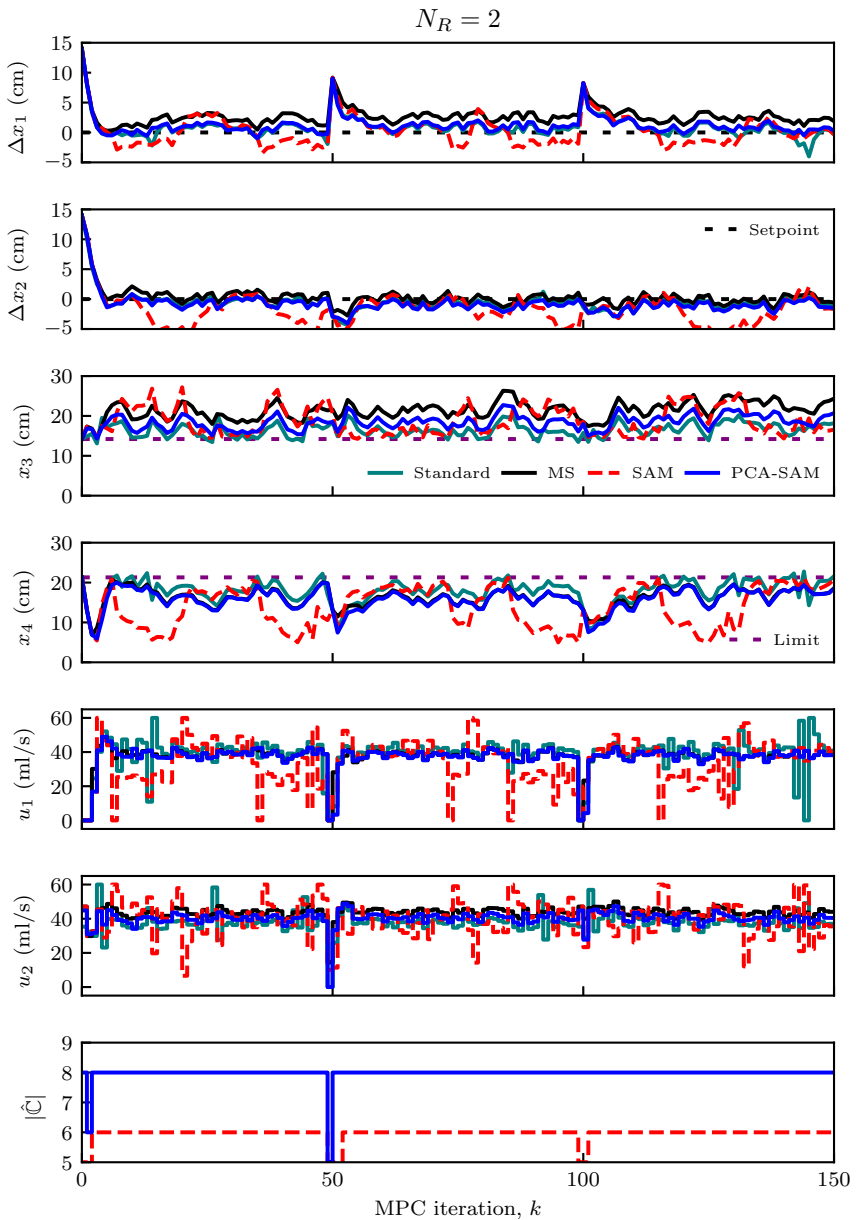 N_R = 2
15
10
5
0
−5
Δx_1 (cm)
15
10
5
0
−5
Δx_2 (cm)
Setpoint
30
20
10
0
x_3 (cm)
Standard MS SAM PCA-SAM
30
20
10
0
x_4 (cm)
Limit
60
40
20
0
u_1 (ml/s)
60
40
20
0
u_2 (ml/s)
9
8
7
6
5
|Ĉ|
0 50 100 150
MPC iteration, k